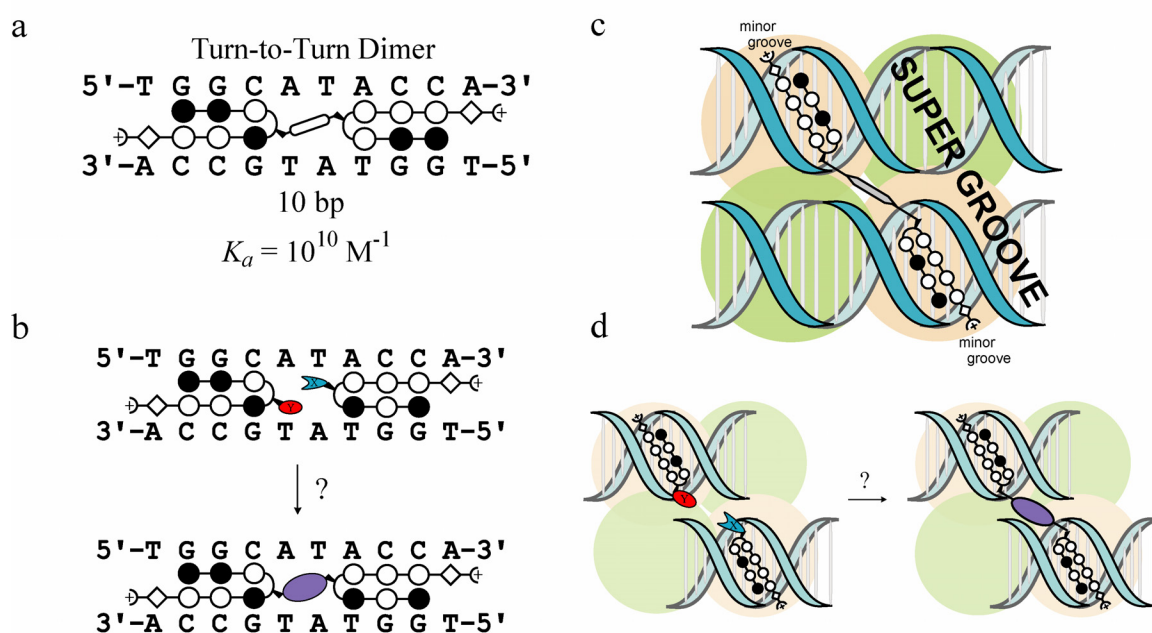 a
Turn-to-Turn Dimer
5'-T G G C A T A C C A-3'
3'-A C C G T A T G G T-5'
10 bp
Ka = 10^10 M^-1
b
5'-T G G C A T A C C A-3'
X
Y
3'-A C C G T A T G G T-5'
?
5'-T G G C A T A C C A-3'
3'-A C C G T A T G G T-5'
c
minor
groove
SUPER GROOVE
minor
groove
d
Y
X
?